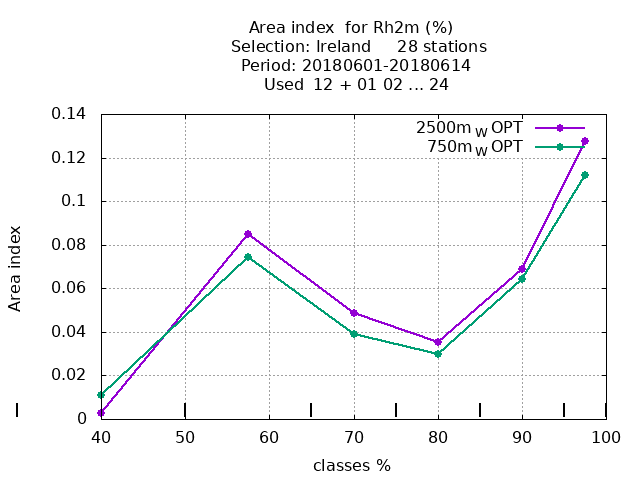 Area index  for Rh2m (%)
Selection: Ireland     28 stations
Period: 20180601-20180614
Used  12 + 01 02 ... 24
2500m W OPT
750m W OPT
0.14
0.12
0.1
0.08
0.06
0.04
0.02
0
Area index
40 50 60 70 80 90 100
classes %